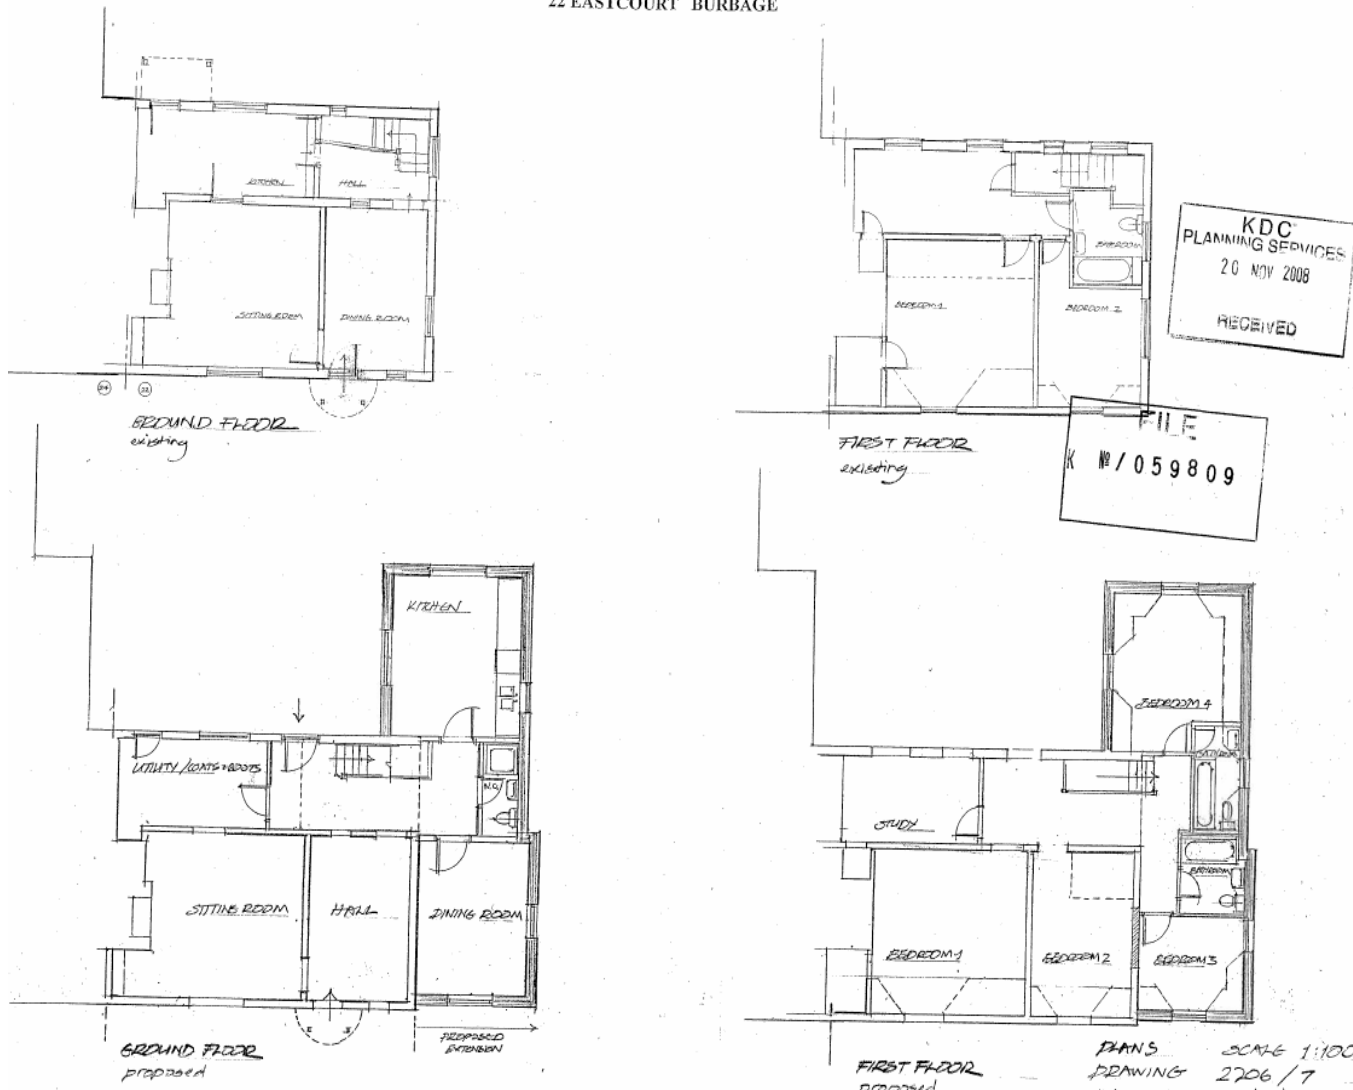 22 EASTCOURT BURBAGE
KITCHEN
HALL
SITTING ROOM
DINING ROOM
24
22
GROUND FLOOR
existing
BATHROOM
BEDROOM 1
BEDROOM 2
FIRST FLOOR
existing
KDC
PLANNING SERVICES
20 NOV 2008
RECEIVED
FILE
K Nº/059809
KITCHEN
UTILITY/COATS+BOOTS
W.C.
SITTING ROOM
HALL
DINING ROOM
PROPOSED
EXTENSION
GROUND FLOOR
proposed
BEDROOM 4
BATHROOM
STUDY
BATHROOM
BEDROOM 1
BEDROOM 2
BEDROOM 3
FIRST FLOOR
proposed
PLANS SCALE 1:100
DRAWING 2206/7